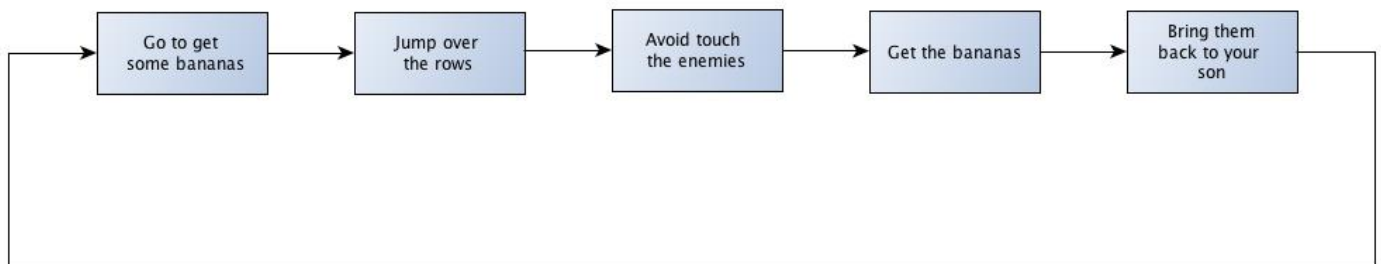 Go to get
some bananas
Jump over
the rows
Avoid touch
the enemies
Get the bananas
Bring them
back to your
son